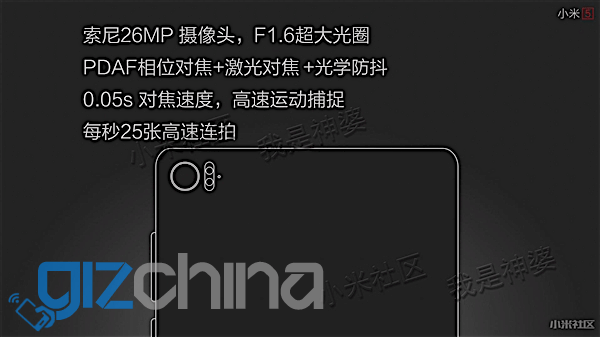 小米5
索尼26MP 摄像头，F1.6超大光圈
PDAF相位对焦+激光对焦+光学防抖
0.05s 对焦速度，高速运动捕捉
每秒25张高速连拍
小米社区 我是神婆
小米社区 我是神婆
gizchina
小米社区